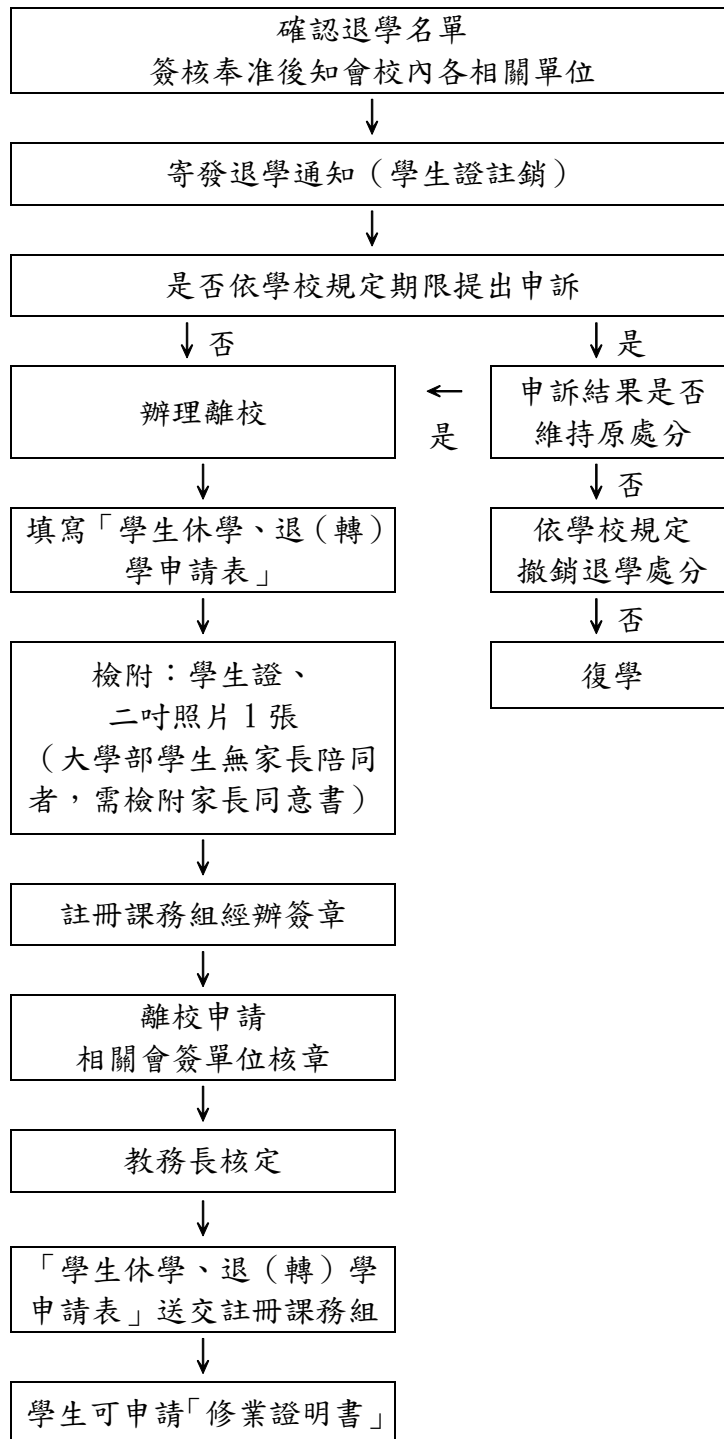 確認退學名單
簽核奉准後知會校內各相關單位
寄發退學通知（學生證註銷）
是否依學校規定期限提出申訴
否
是
辦理離校
是
申訴結果是否
維持原處分
否
填寫「學生休學、退（轉）
學申請表」
依學校規定
撤銷退學處分
否
檢附：學生證、
二吋照片1張
（大學部學生無家長陪同
者，需檢附家長同意書）
復學
註冊課務組經辦簽章
離校申請
相關會簽單位核章
教務長核定
「學生休學、退（轉）學
申請表」送交註冊課務組
學生可申請「修業證明書」